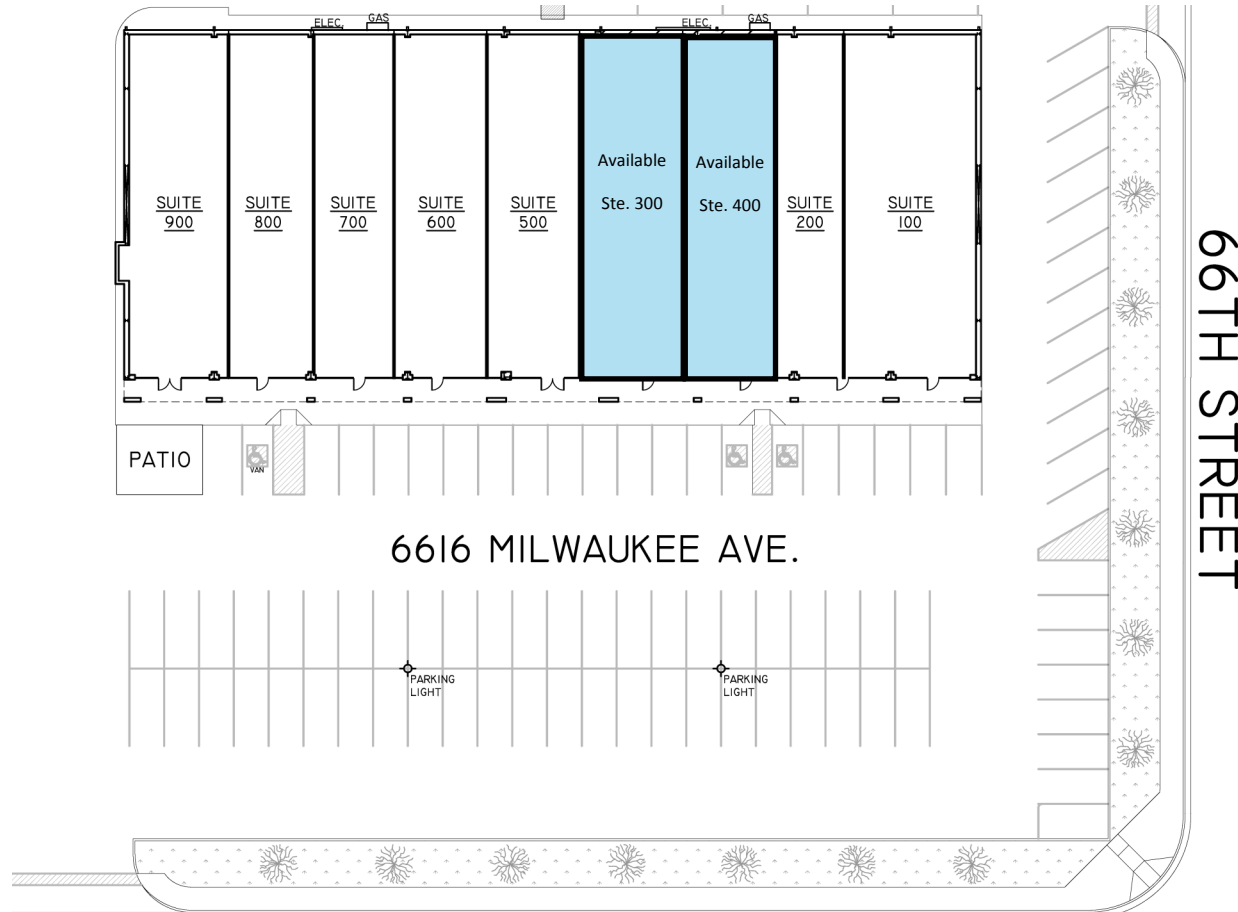 ELEC.
GAS
ELEC.
GAS
SUITE
900
SUITE
800
SUITE
700
SUITE
600
SUITE
500
Available
Ste. 300
Available
Ste. 400
SUITE
200
SUITE
100
66TH STREET
PATIO
VAN
6616 MILWAUKEE AVE.
PARKING
LIGHT
PARKING
LIGHT